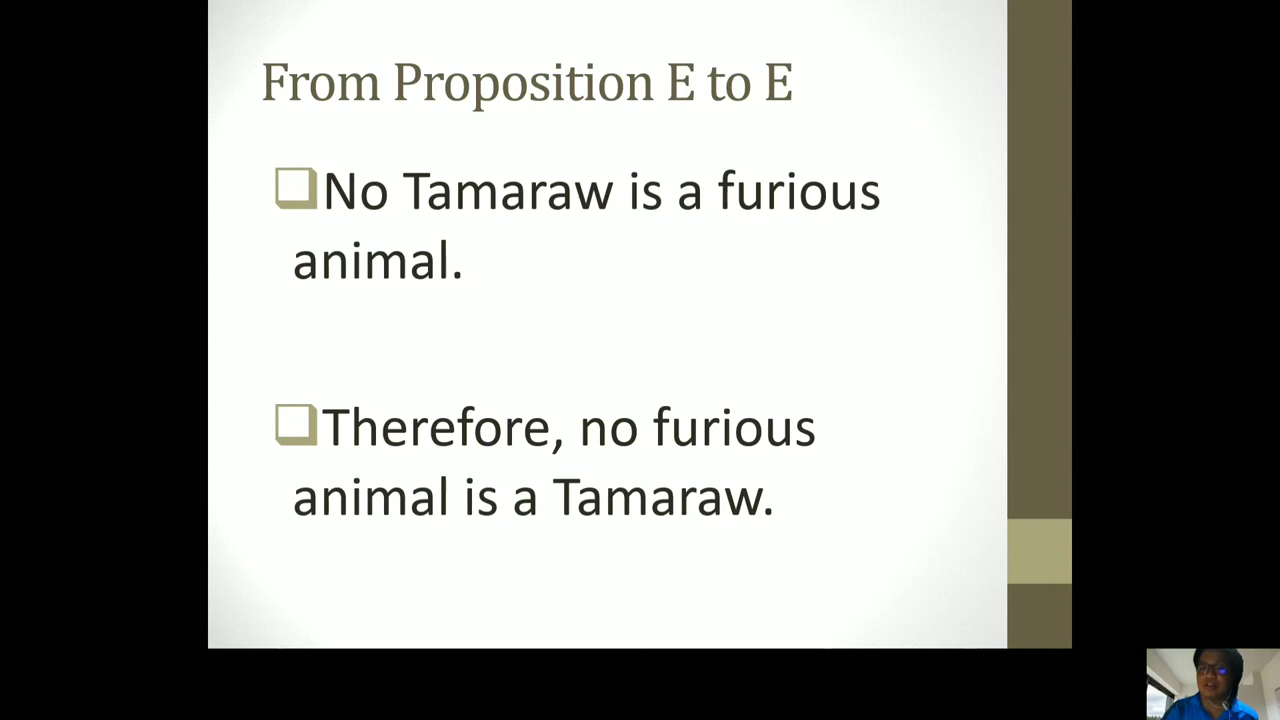 From Proposition E to E
No Tamaraw is a furious
animal.
Therefore, no furious
animal is a Tamaraw.